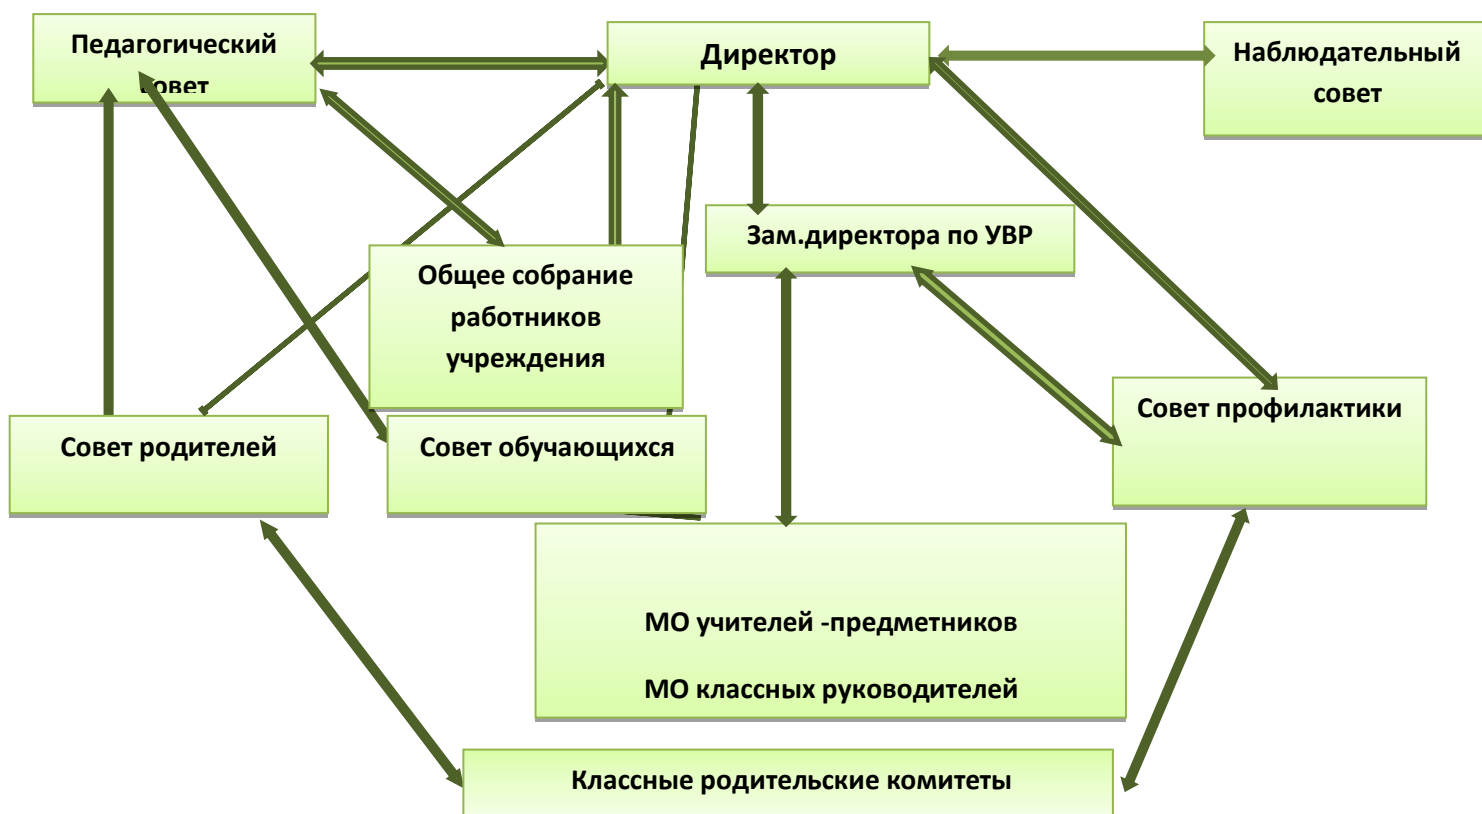 Педагогический
совет
Директор
Наблюдательный
совет
Зам.директора по УВР
Общее собрание
работников
учреждения
Совет родителей
Совет обучающихся
Совет профилактики
МО учителей -предметников
МО классных руководителей
Классные родительские комитеты